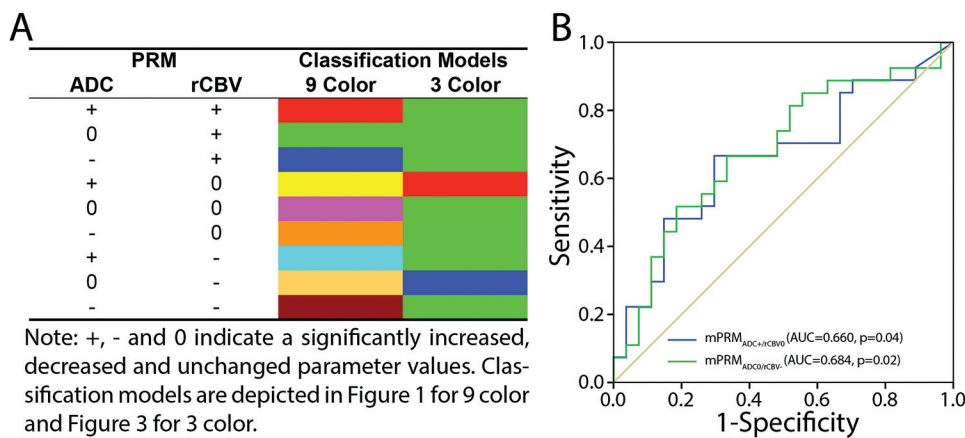 A
PRM Classification Models
ADC rCBV 9 Color 3 Color
+ +
0 +
- +
+ 0
0 0
- 0
+ -
0 -
- -
Note: +, - and 0 indicate a significantly increased,
decreased and unchanged parameter values. Clas-
sification models are depicted in Figure 1 for 9 color
and Figure 3 for 3 color.
B
1.0
0.8
0.6
0.4
0.2
0.0
Sensitivity
mPRMADC+/rCBV0 (AUC=0.660, p=0.04)
mPRMADC0/rCBV- (AUC=0.684, p=0.02)
0.0 0.2 0.4 0.6 0.8 1.0
1-Specificity